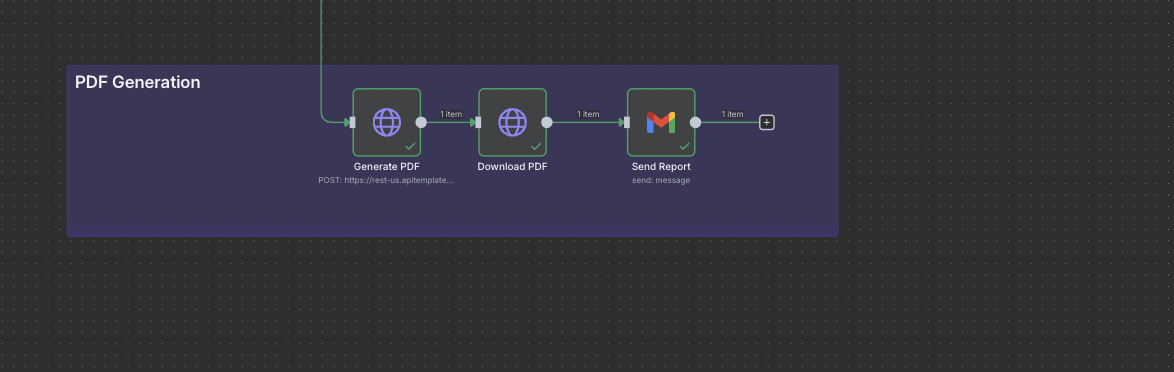 PDF Generation
1 item
1 item
1 item
Generate PDF
Download PDF
Send Report
POST: https://rest-us.apitemplate...
send: message